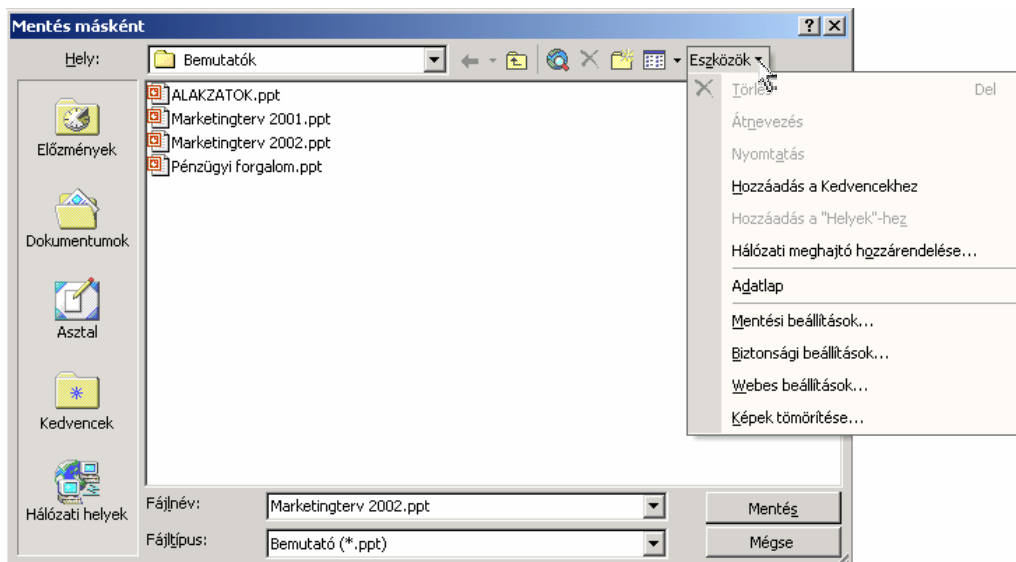 Mentés másként
Hely:
Bemutatók
Eszközök
ALAKZATOK.ppt
Marketingterv 2001.ppt
Marketingterv 2002.ppt
Pénzügyi forgalom.ppt
Előzmények
Dokumentumok
Asztal
Kedvencek
Hálózati helyek
Törlés Del
Átnevezés
Nyomtatás
Hozzáadás a Kedvencekhez
Hozzáadás a "Helyek"-hez
Hálózati meghajtó hozzárendelése...
Adatlap
Mentési beállítások...
Biztonsági beállítások...
Webes beállítások...
Képek tömörítése...
Fájlnév:
Marketingterv 2002.ppt
Mentés
Fájltípus:
Bemutató (*.ppt)
Mégse